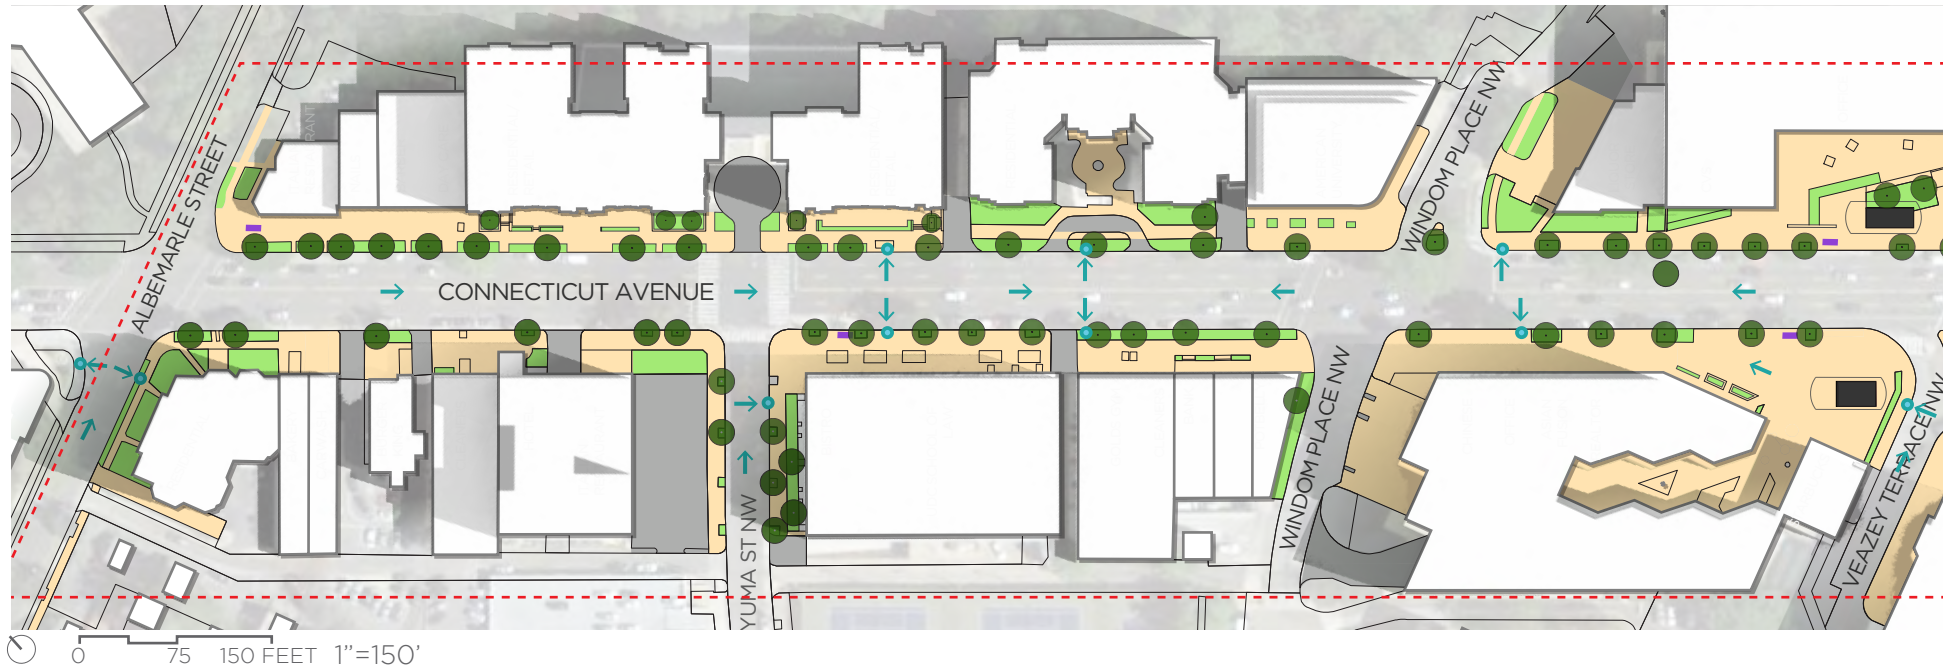 ALBEMARLE STREET
CONNECTICUT AVENUE
WINDOM PLACE NW
YUMA ST NW
WINDOM PLACE NW
VEAZEY TERRACE NW
0 75 150 FEET 1"=150'